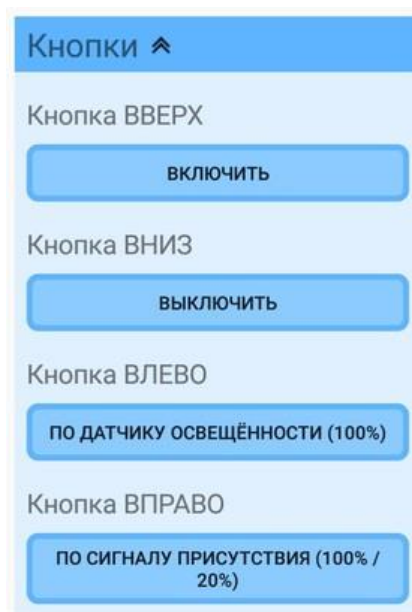 Кнопки
Кнопка ВВЕРХ
ВКЛЮЧИТЬ
Кнопка ВНИЗ
ВЫКЛЮЧИТЬ
Кнопка ВЛЕВО
ПО ДАТЧИКУ ОСВЕЩЁННОСТИ (100%)
Кнопка ВПРАВО
ПО СИГНАЛУ ПРИСУТСТВИЯ (100% /
20%)